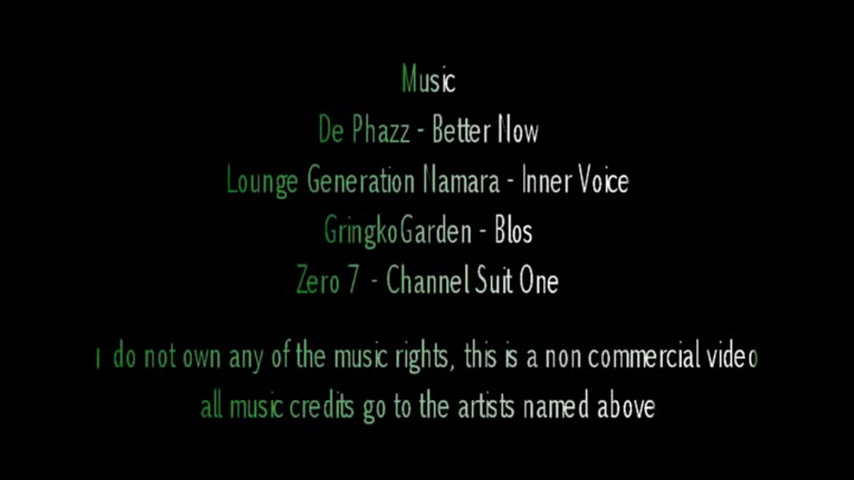 Music
De Phazz - Better Now
Lounge Generation Namara - Inner Voice
GringkoGarden - Blos
Zero 7 - Channel Suit One
I do not own any of the music rights, this is a non commercial video
all music credits go to the artists named above